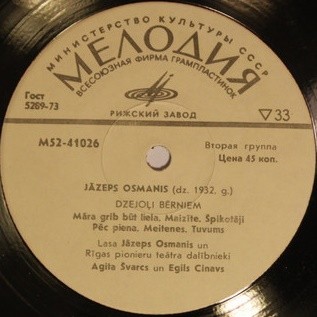 МИНИСТЕРСТВО КУЛЬТУРЫ СССР
МЕЛОДИЯ
ВСЕСОЮЗНАЯ ФИРМА ГРАМПЛАСТИНОК
Гост
5289-73
РИЖСКИЙ ЗАВОД
▽33
М52-41026
Вторая группа
Цена 45 коп.
JĀZEPS OSMANIS (dz. 1932. g.)
DZEJOĻI BĒRNIEM
Māra grib būt liela. Maizīte. Špikotāji
Pēc piena. Meitenes. Tuvums
Lasa Jāzeps Osmanis un
Rīgas pionieru teātra dalībnieki
Agita Švarcs un Egils Cinavs